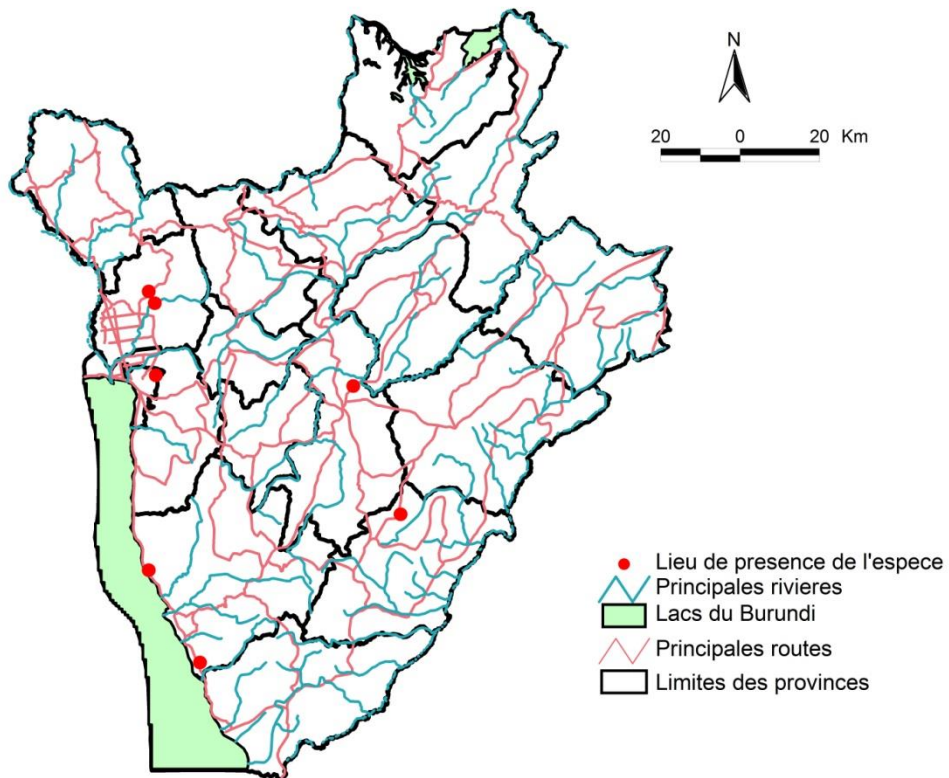 N
20 0 20 Km
Lieu de presence de l'espece
Principales rivieres
Lacs du Burundi
Principales routes
Limites des provinces